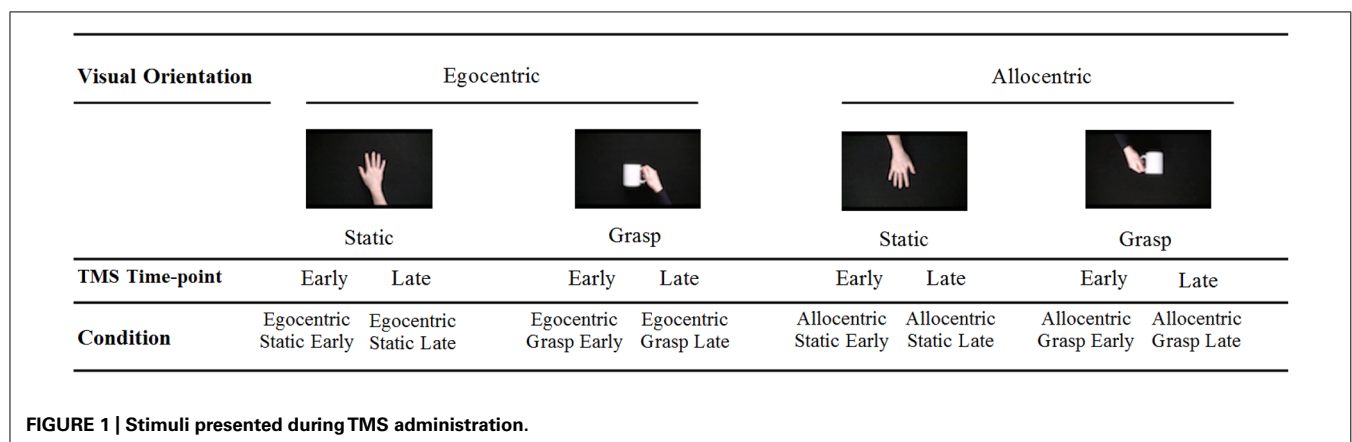 Visual Orientation Egocentric Allocentric
Static Grasp Static Grasp
TMS Time-point Early Late Early Late Early Late Early Late
Condition
Egocentric Static Early
Egocentric Static Late
Egocentric Grasp Early
Egocentric Grasp Late
Allocentric Static Early
Allocentric Static Late
Allocentric Grasp Early
Allocentric Grasp Late
FIGURE 1 | Stimuli presented during TMS administration.